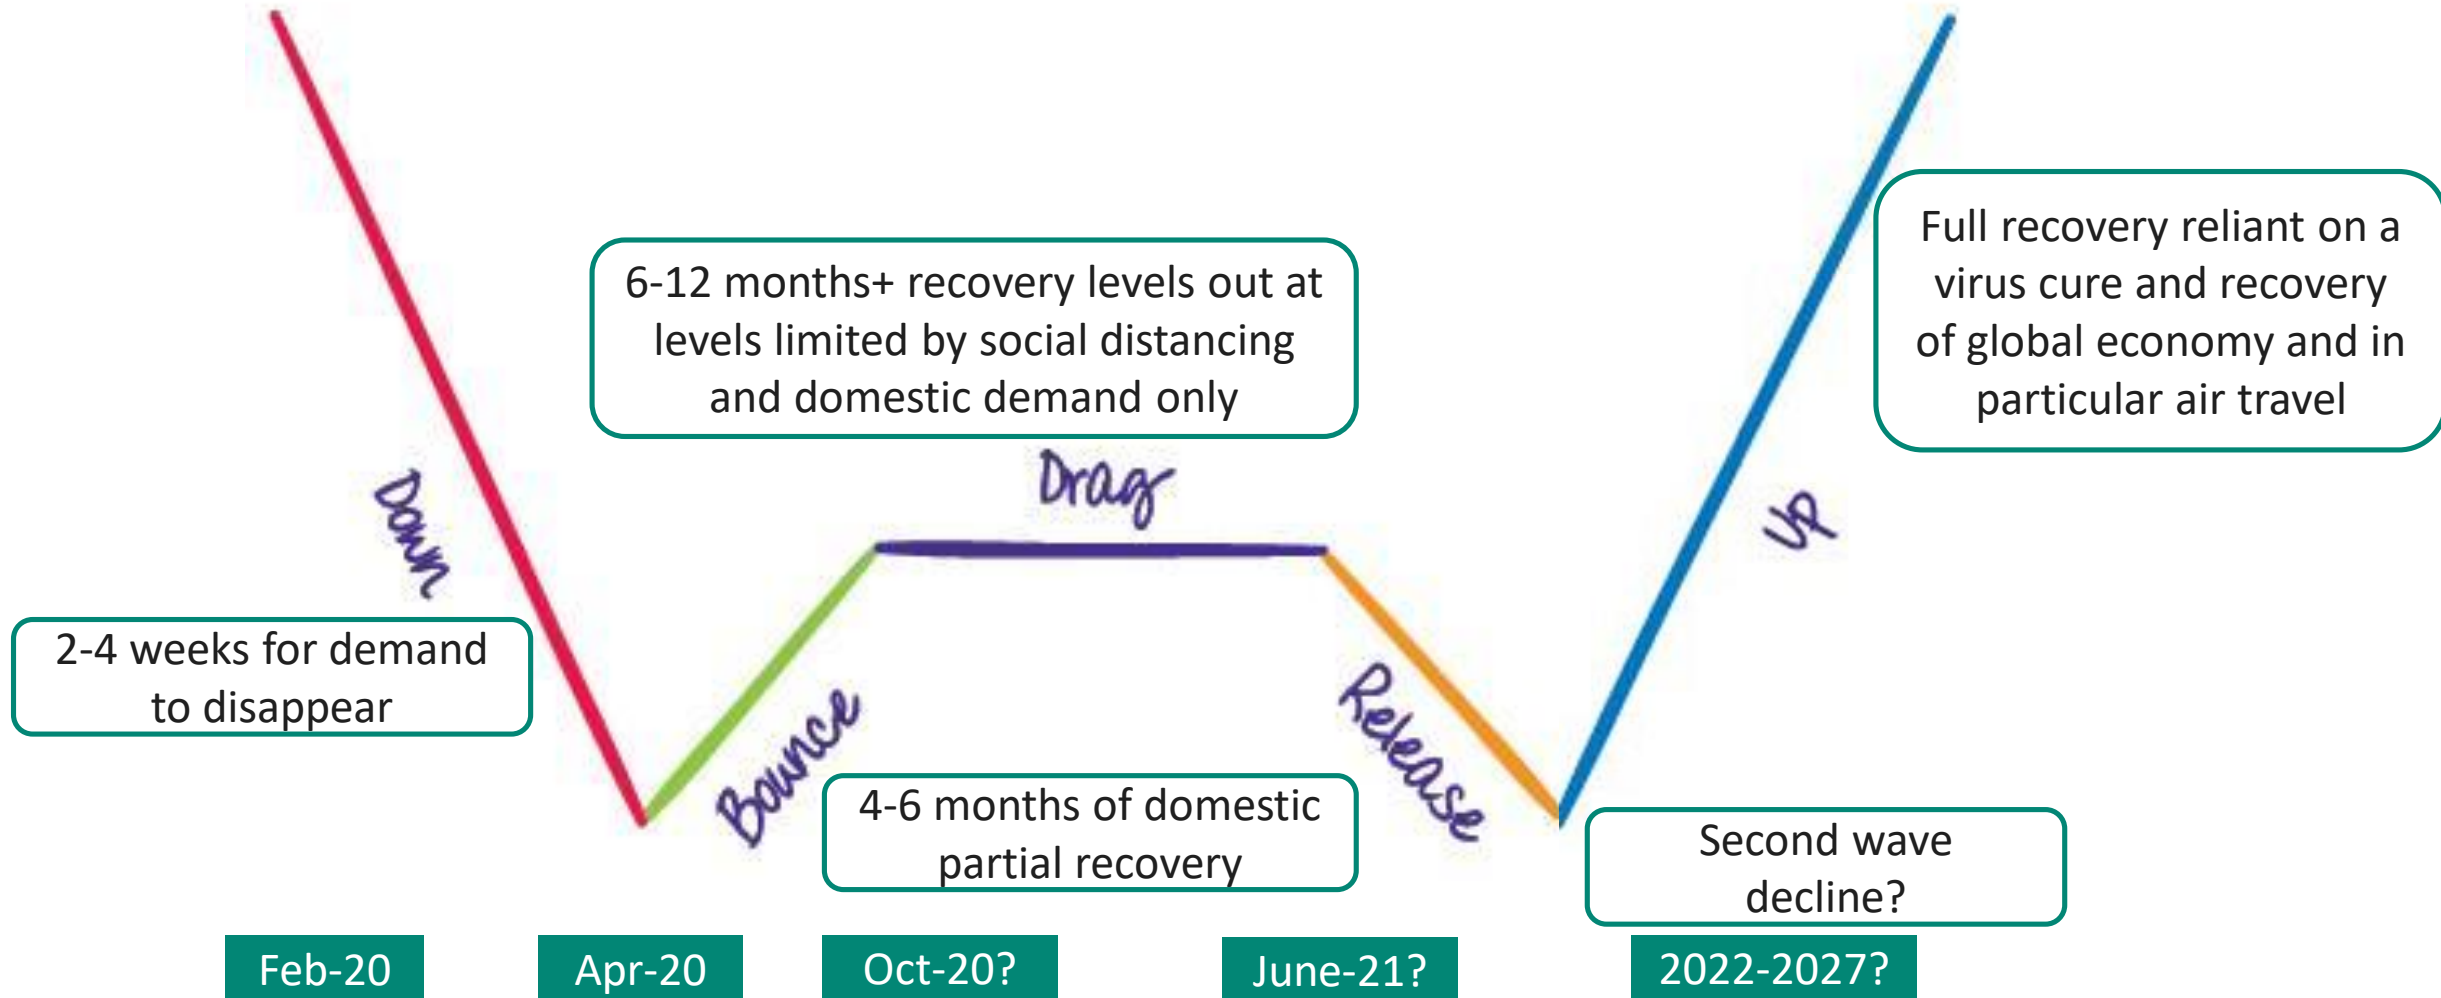 Down
2-4 weeks for demand
to disappear
Bounce
4-6 months of domestic
partial recovery
6-12 months+ recovery levels out at
levels limited by social distancing
and domestic demand only
Drag
Release
Second wave
decline?
Up
Full recovery reliant on a
virus cure and recovery
of global economy and in
particular air travel
Feb-20
Apr-20
Oct-20?
June-21?
2022-2027?